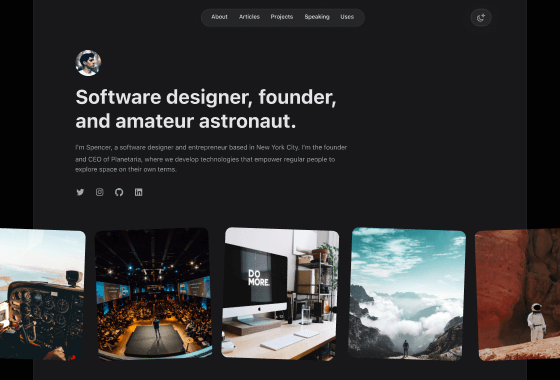 About Articles Projects Speaking Uses
Software designer, founder,
and amateur astronaut.
I'm Spencer, a software designer and entrepreneur based in New York City. I'm the founder
and CEO of Planetaria, where we develop technologies that empower regular people to
explore space on their own terms.
DO
MORE.